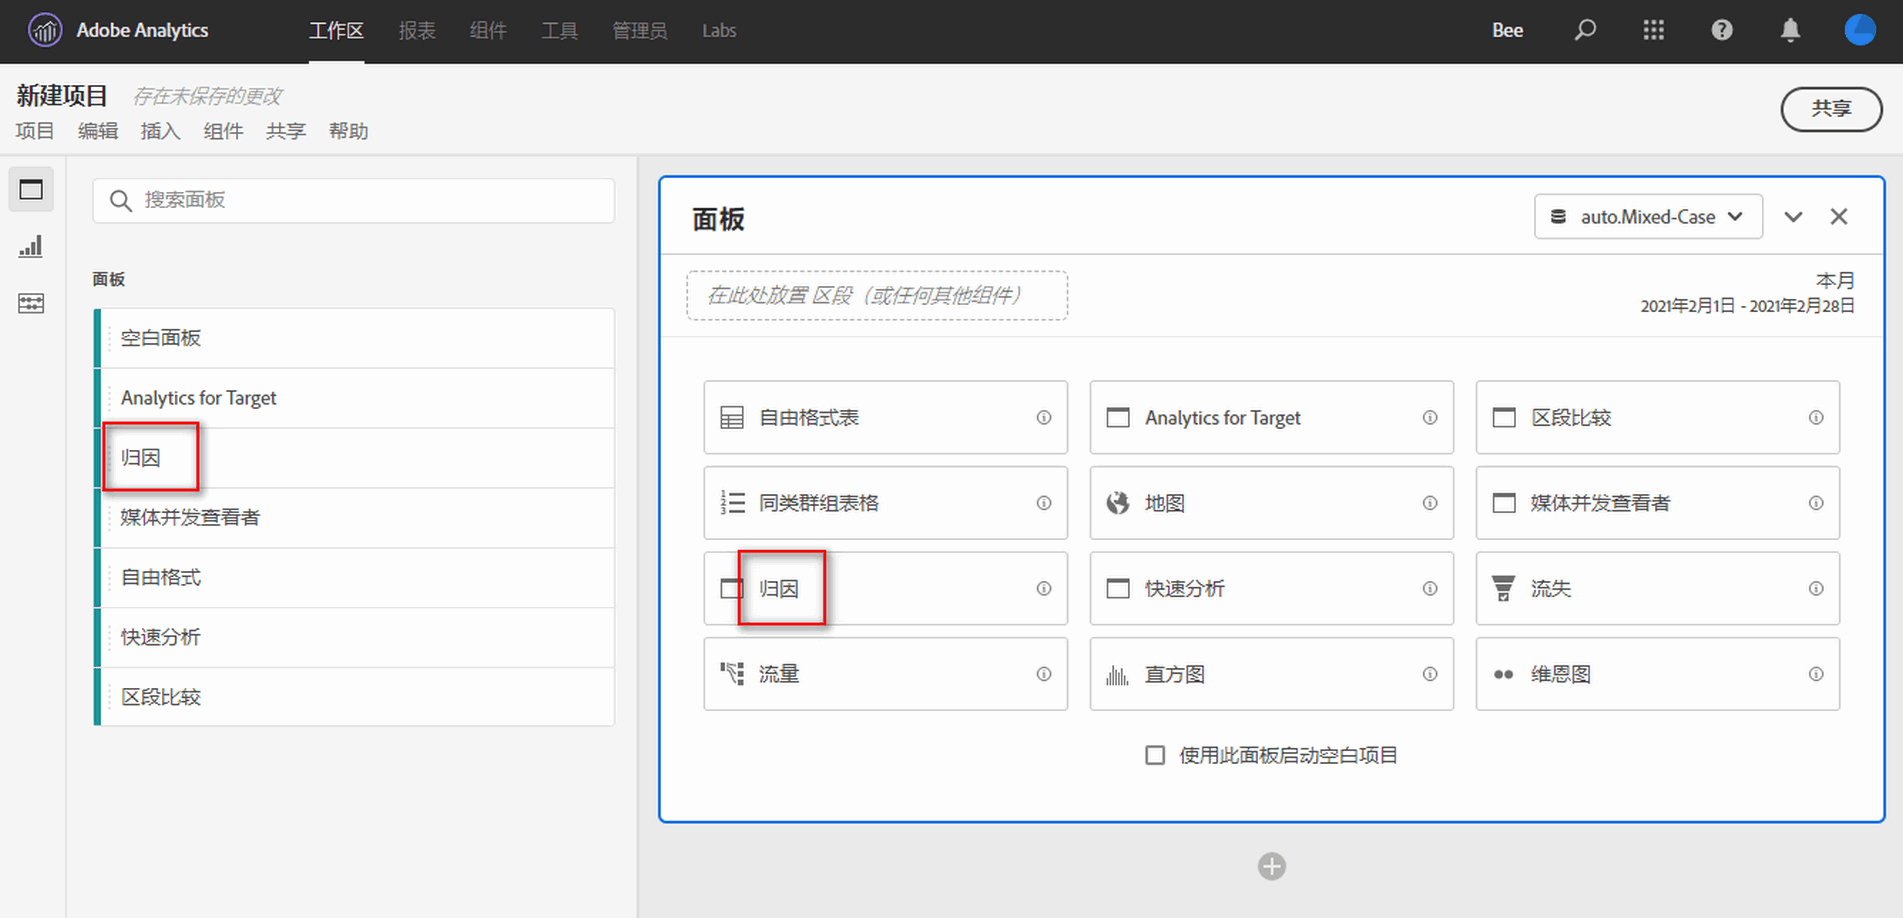 Adobe Analytics 工作区 报表 组件 工具 管理员 Labs Bee
新建项目 存在未保存的更改
项目 编辑 插入 组件 共享 帮助
共享
搜索面板
面板
空白面板
Analytics for Target
归因
媒体并发查看者
自由格式
快速分析
区段比较
面板
auto.Mixed-Case
在此处放置 区段（或任何其他组件）
本月
2021年2月1日 - 2021年2月28日
自由格式表 Analytics for Target 区段比较
同类群组表格 地图 媒体并发查看者
归因 快速分析 流失
流量 直方图 维恩图
使用此面板启动空白项目